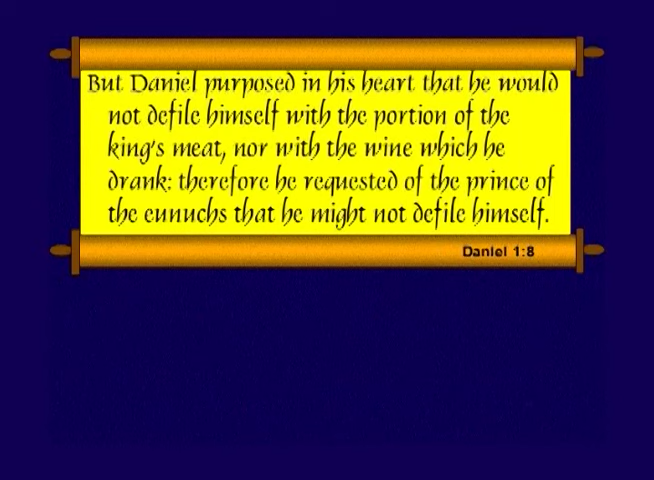 But Daniel purposed in his heart that he would
not defile himself with the portion of the
king's meat, nor with the wine which he
drank: therefore he requested of the prince of
the eunuchs that he might not defile himself.
Daniel 1:8